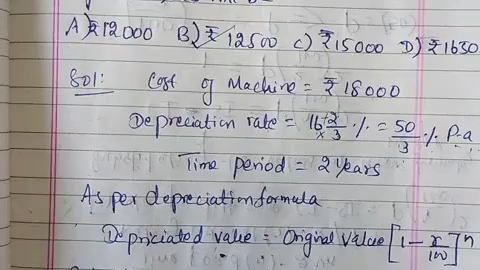 A) ₹12000 B) ₹12500 C) ₹15000 D) ₹1630
Sol: Cost of Machine = ₹18000
Depreciation rate = 16 2/3 % = 50/3 % P.a
Time period = 2 years
As per depreciation formula
Depriciated value = Original Value [1 - r/100]^n